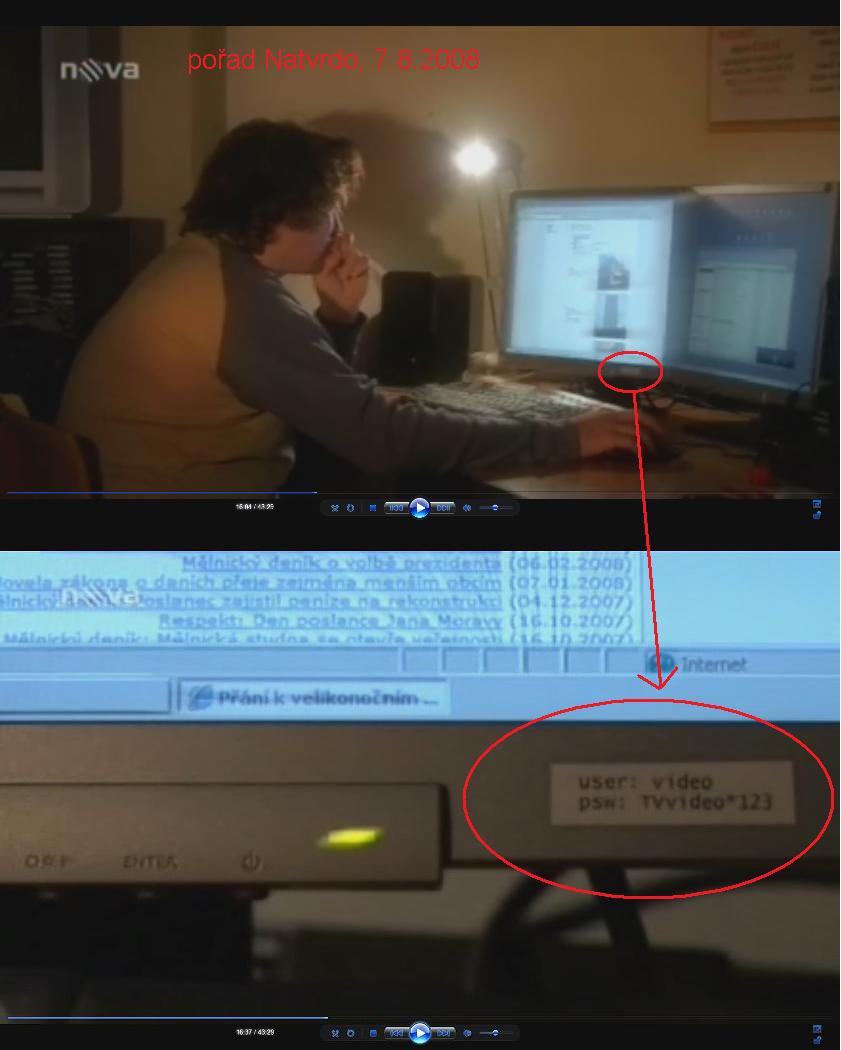 nova
pořad Natvrdo, 7.8.2008
16:04 / 43:29
Mělnický deník o volbě prezidenta (06.02.2008)
Novela zákona o daních přeje zejména menším obcím (07.01.2008)
nova
Poslanec zajistil peníze na rekonstrukci (04.12.2007)
Respekt: Den poslance Jana Moravy (16.10.2007)
Mělnický deník: Mělnická studna se otevře veřejnosti (16.10.2007)
Internet
Přání k velikonočním ...
user: video
psw: TVvideo*123
ENTER
16:37 / 43:29